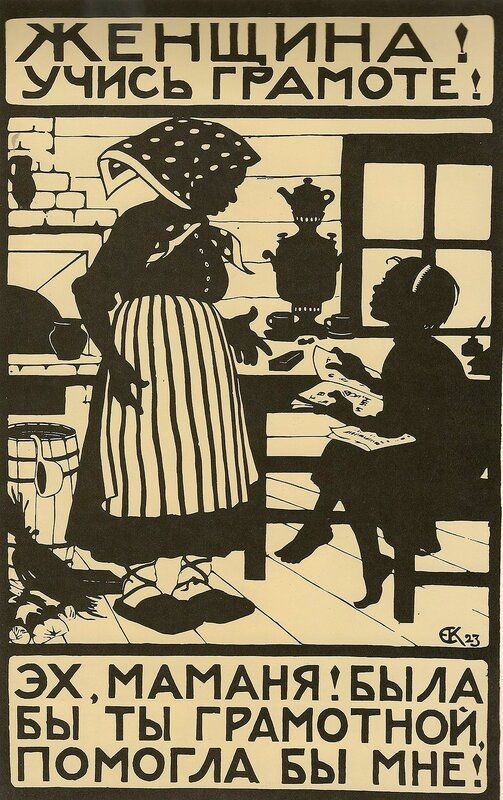 ЖЕНЩИНА!
УЧИСЬ ГРАМОТЕ!
ЕК 23
ЭХ, МАМАНЯ! БЫЛА
БЫ ТЫ ГРАМОТНОЙ,
ПОМОГЛА БЫ МНЕ!